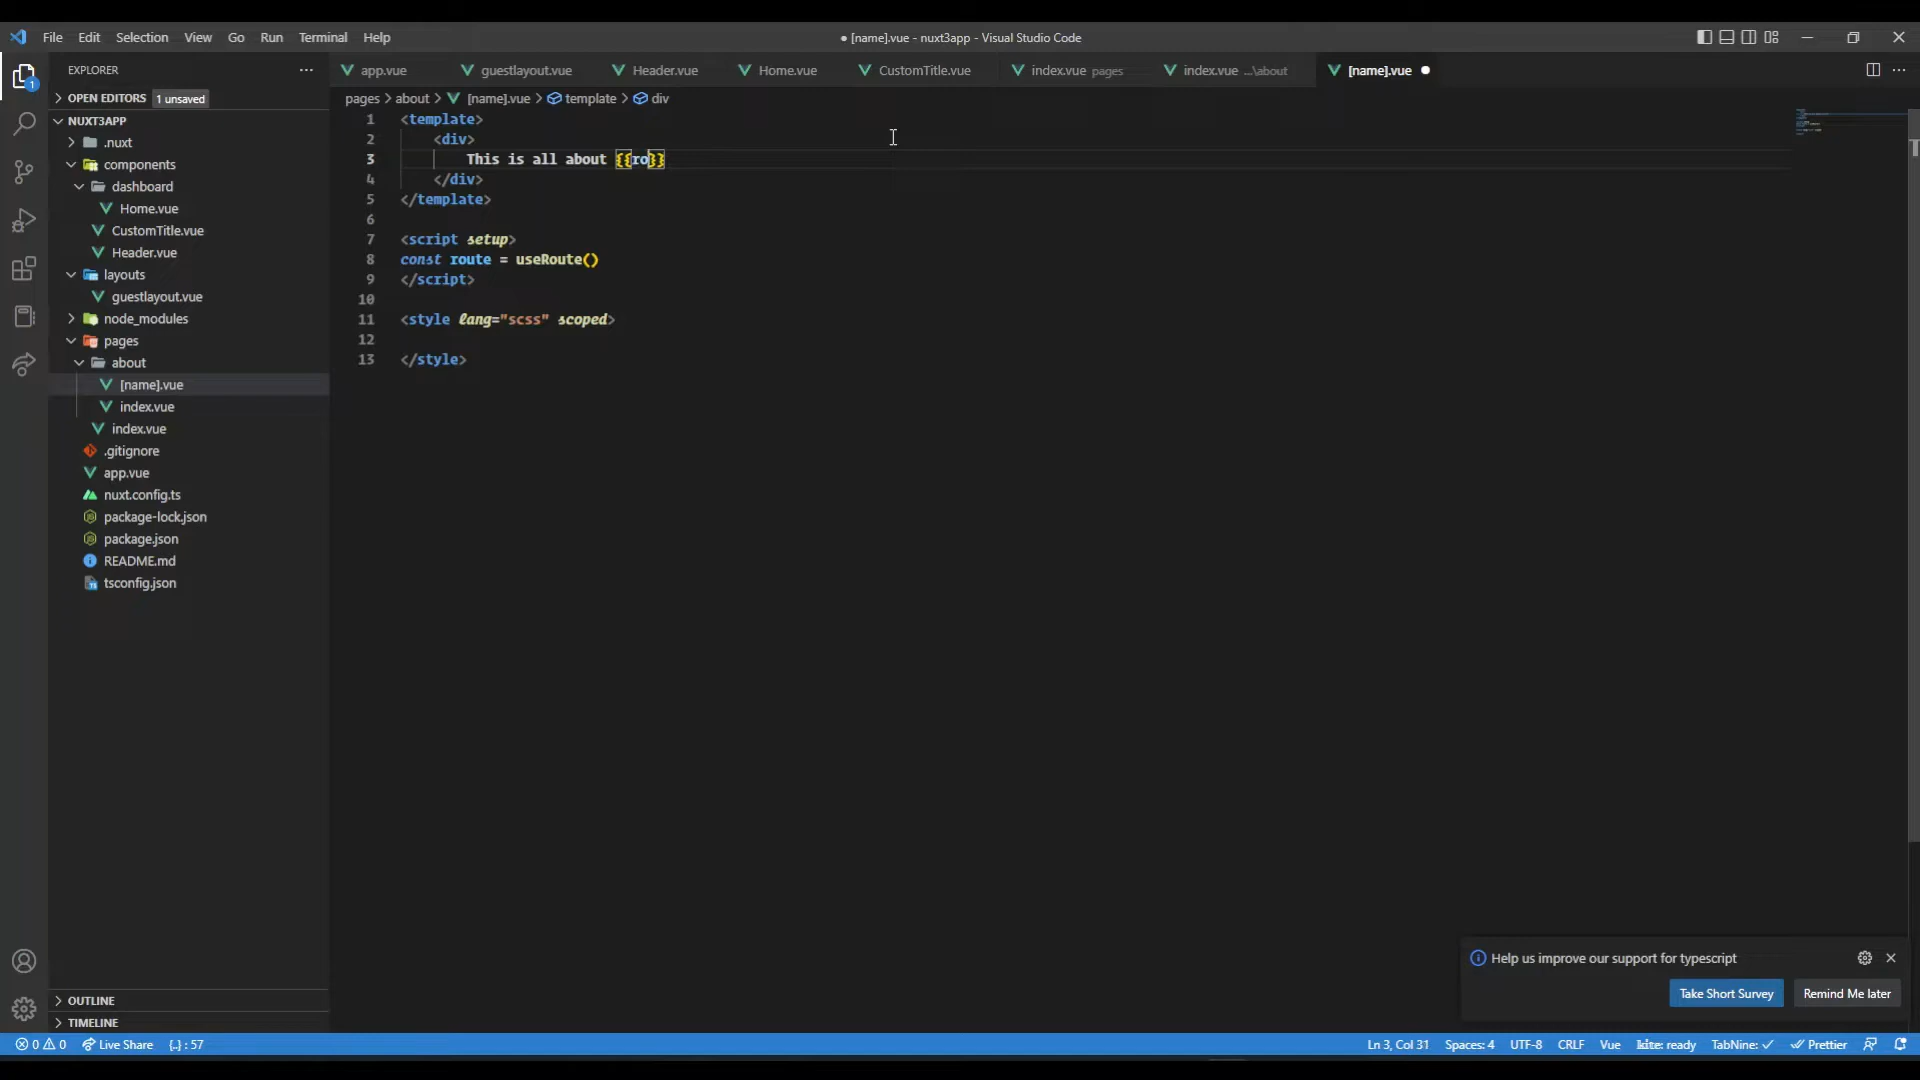 File Edit Selection View Go Run Terminal Help
● [name].vue - nuxt3app - Visual Studio Code
EXPLORER
app.vue
guestlayout.vue
Header.vue
Home.vue
CustomTitle.vue
index.vue pages
index.vue ...\about
[name].vue ●
OPEN EDITORS 1 unsaved
NUXT3APP
.nuxt
components
dashboard
Home.vue
CustomTitle.vue
Header.vue
layouts
guestlayout.vue
node_modules
pages
about
[name].vue
index.vue
index.vue
.gitignore
app.vue
nuxt.config.ts
package-lock.json
package.json
README.md
tsconfig.json
OUTLINE
TIMELINE
pages > about > [name].vue > template > div
1 <template>
2 <div>
3 This is all about {{ro}}
4 </div>
5 </template>
6
7 <script setup>
8 const route = useRoute()
9 </script>
10
11 <style lang="scss" scoped>
12
13 </style>
Help us improve our support for typescript
Take Short Survey
Remind Me later
0 0 Live Share {..} : 57
Ln 3, Col 31 Spaces: 4 UTF-8 CRLF Vue kite: ready TabNine: ✓ Prettier